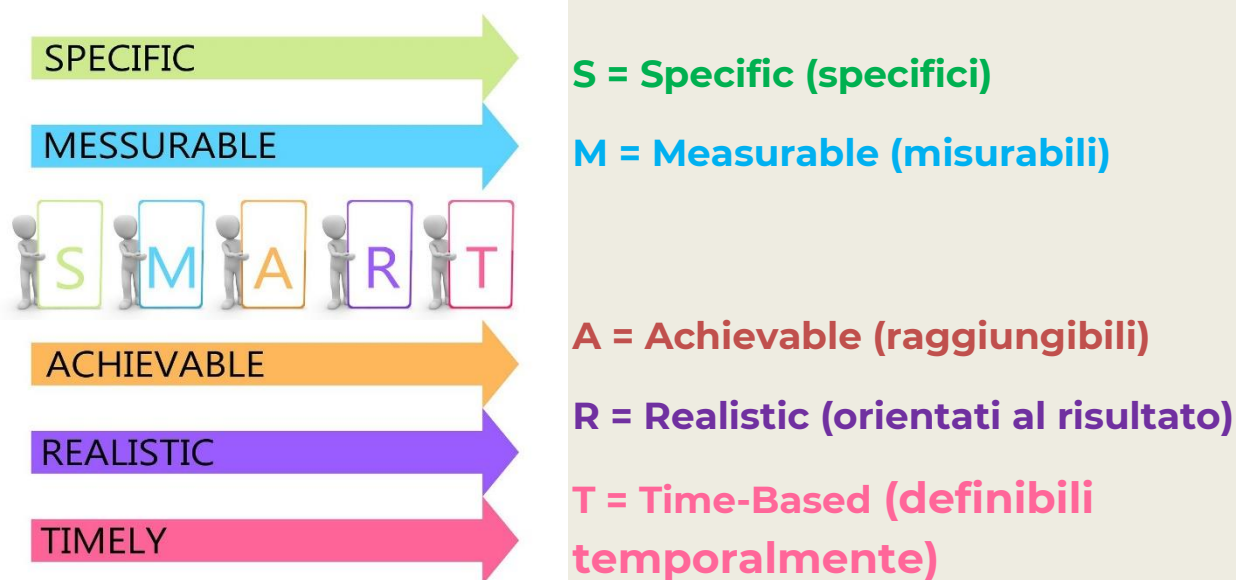 SPECIFIC
MESSURABLE
S M A R T
ACHIEVABLE
REALISTIC
TIMELY
S = Specific (specifici)
M = Measurable (misurabili)
A = Achievable (raggiungibili)
R = Realistic (orientati al risultato)
T = Time-Based (definibili
temporalmente)